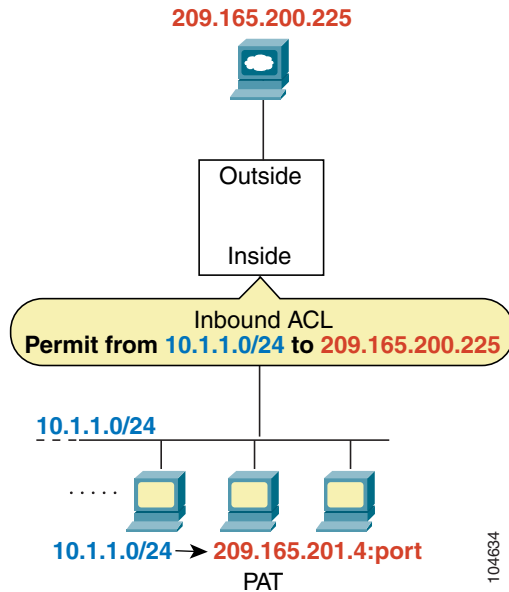 209.165.200.225
Outside
Inside
Inbound ACL
Permit from 10.1.1.0/24 to 209.165.200.225
10.1.1.0/24
10.1.1.0/24 → 209.165.201.4:port
PAT
104634